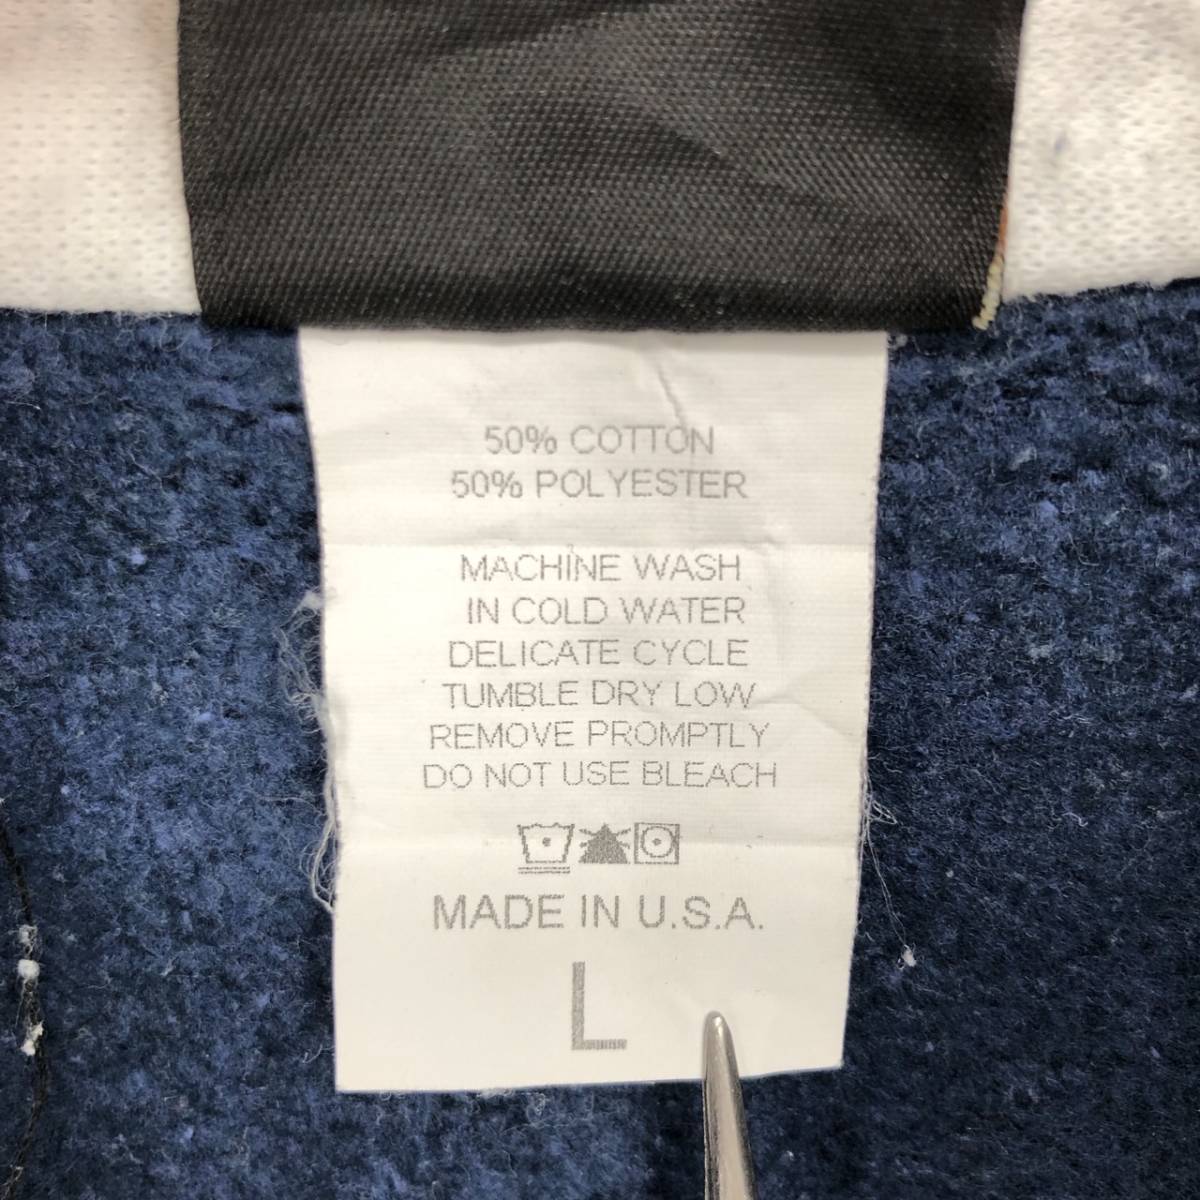 50% COTTON
50% POLYESTER
MACHINE WASH
IN COLD WATER
DELICATE CYCLE
TUMBLE DRY LOW
REMOVE PROMPTLY
DO NOT USE BLEACH
MADE IN U.S.A.
L